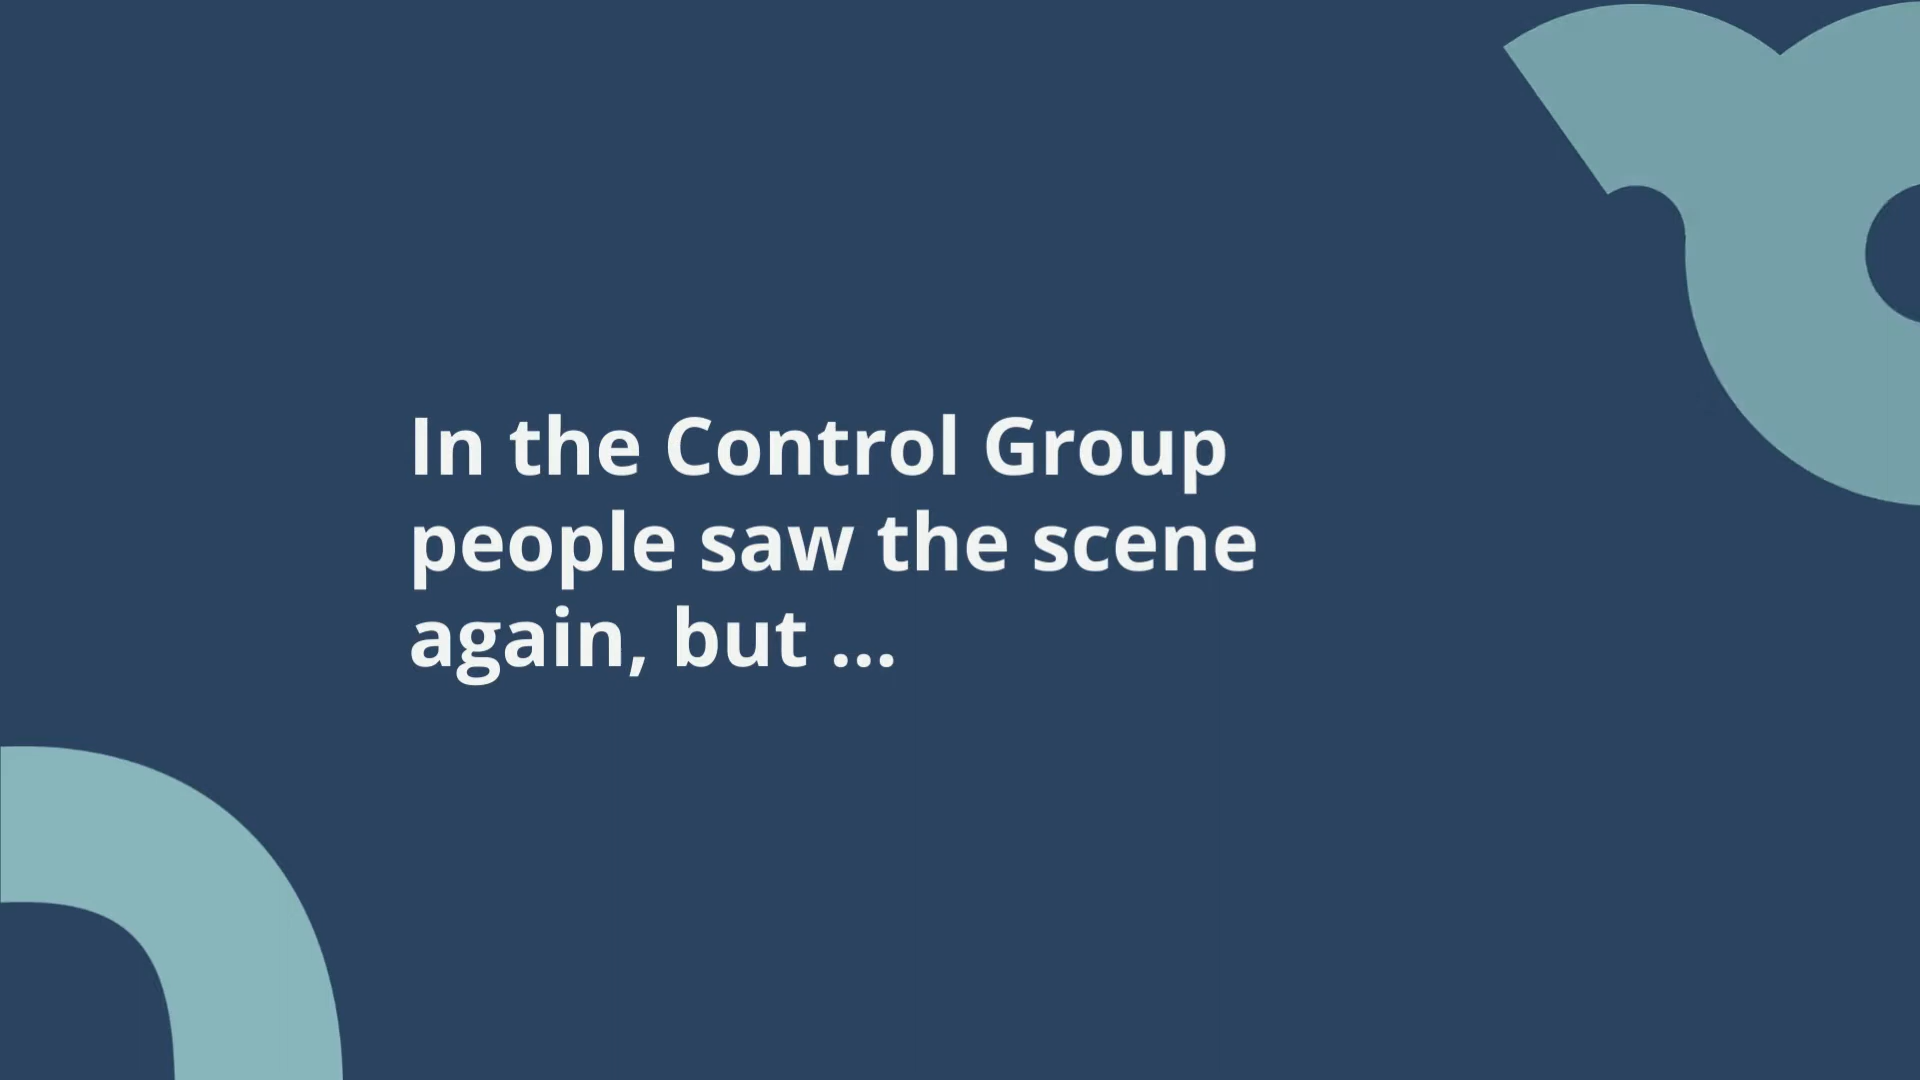 In the Control Group
people saw the scene
again, but ...